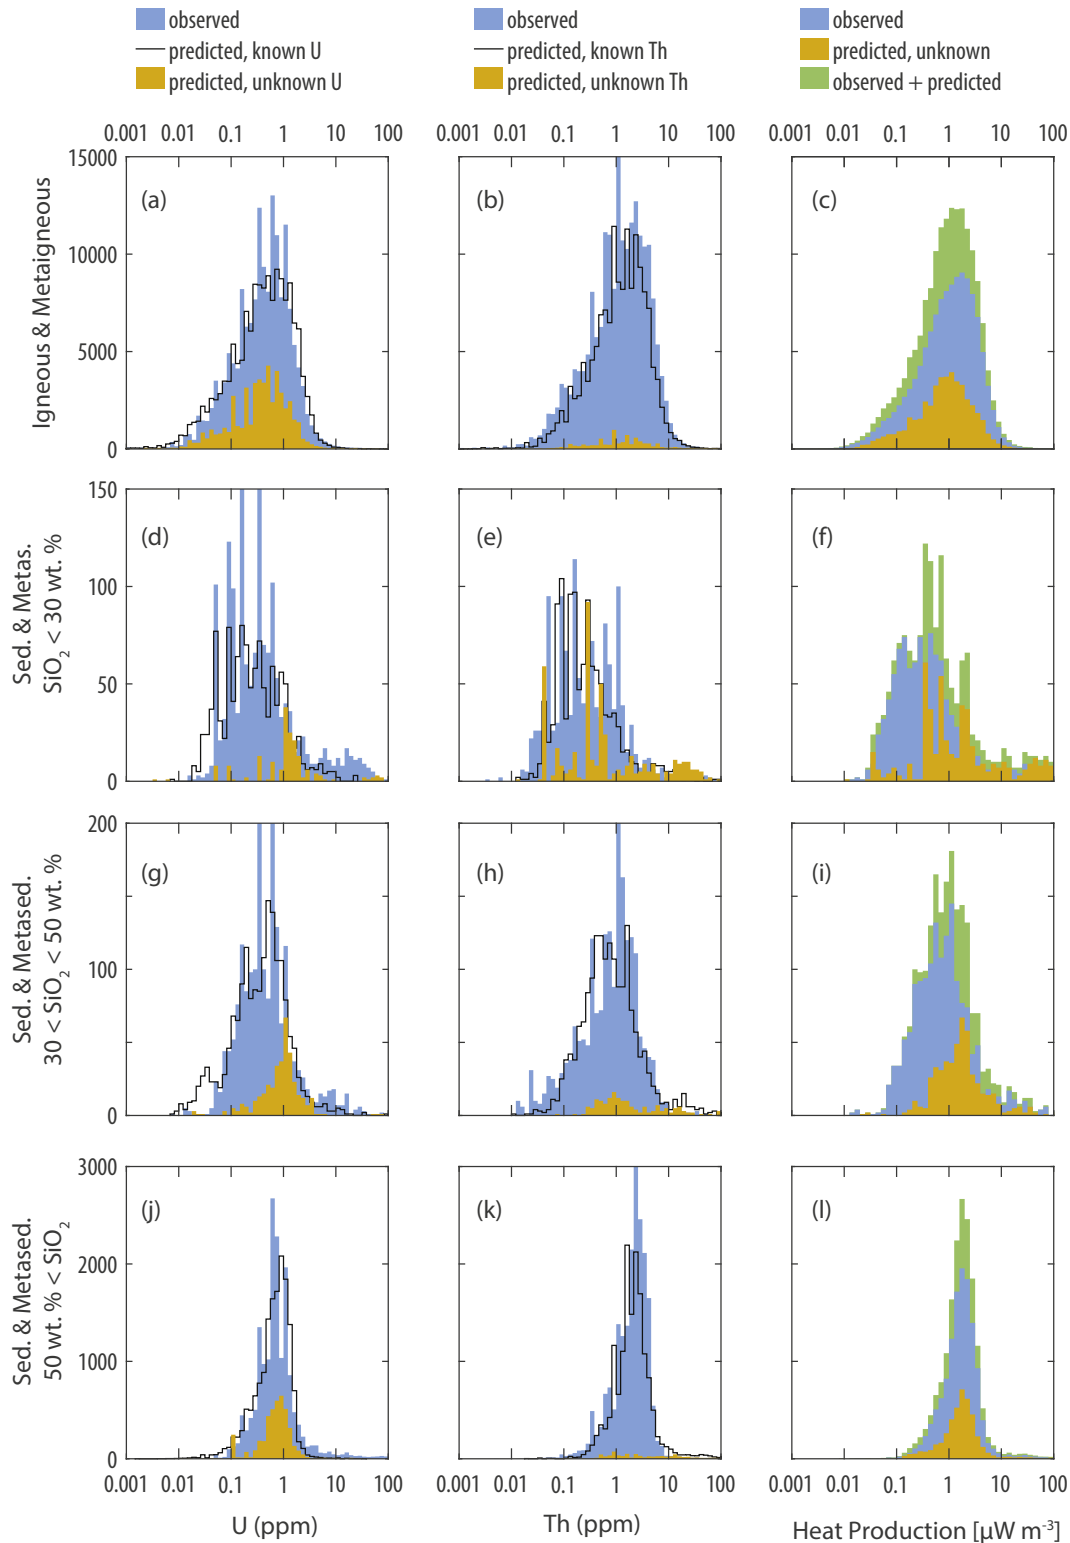 observed observed observed
predicted, known U predicted, known Th predicted, unknown
predicted, unknown U predicted, unknown Th observed + predicted
0.001 0.01 0.1 1 10 100 0.001 0.01 0.1 1 10 100 0.001 0.01 0.1 1 10 100
15000
(a) (b) (c)
10000
Igneous & Metaigneous
5000
0
150
(d) (e) (f)
100
Sed. & Metas.
SiO2 < 30 wt. %
50
0
200
(g) (h) (i)
100
Sed. & Metased.
30 < SiO2 < 50 wt. %
0
3000
(j) (k) (l)
2000
Sed. & Metased.
50 wt. % < SiO2
1000
0
0.001 0.01 0.1 1 10 100 0.001 0.01 0.1 1 10 100 0.001 0.01 0.1 1 10 100
U (ppm) Th (ppm) Heat Production [µW m-3]